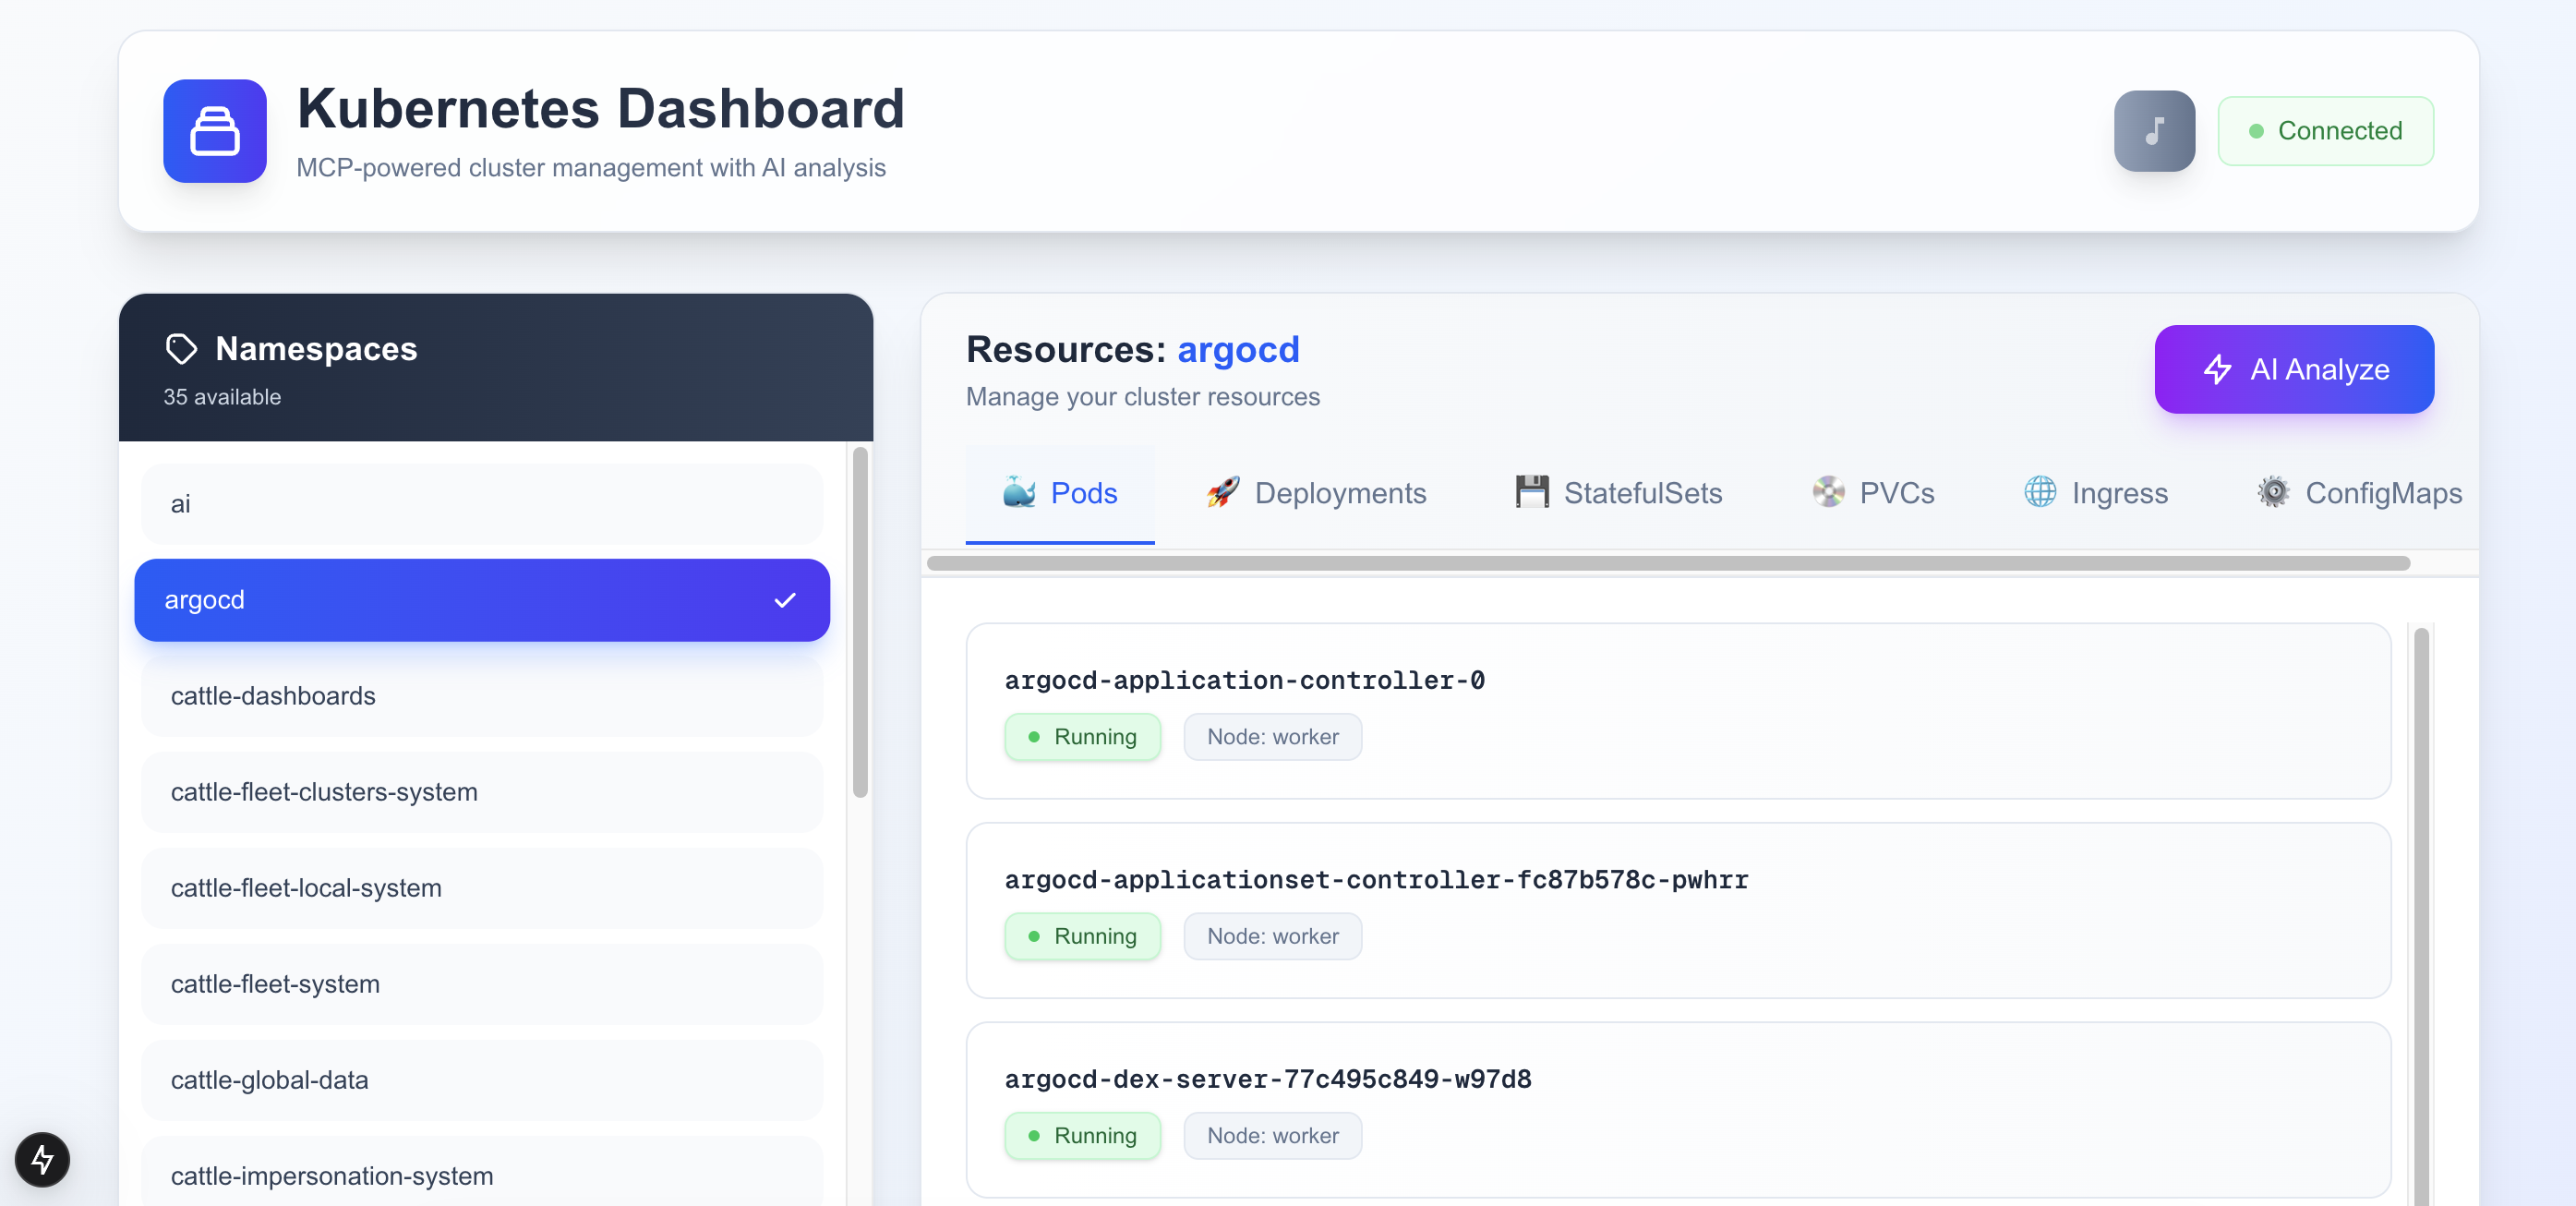 Kubernetes Dashboard
MCP-powered cluster management with AI analysis
Connected
Namespaces
35 available
ai
argocd
cattle-dashboards
cattle-fleet-clusters-system
cattle-fleet-local-system
cattle-fleet-system
cattle-global-data
cattle-impersonation-system
Resources: argocd
Manage your cluster resources
AI Analyze
Pods Deployments StatefulSets PVCs Ingress ConfigMaps
argocd-application-controller-0
Running Node: worker
argocd-applicationset-controller-fc87b578c-pwhrr
Running Node: worker
argocd-dex-server-77c495c849-w97d8
Running Node: worker